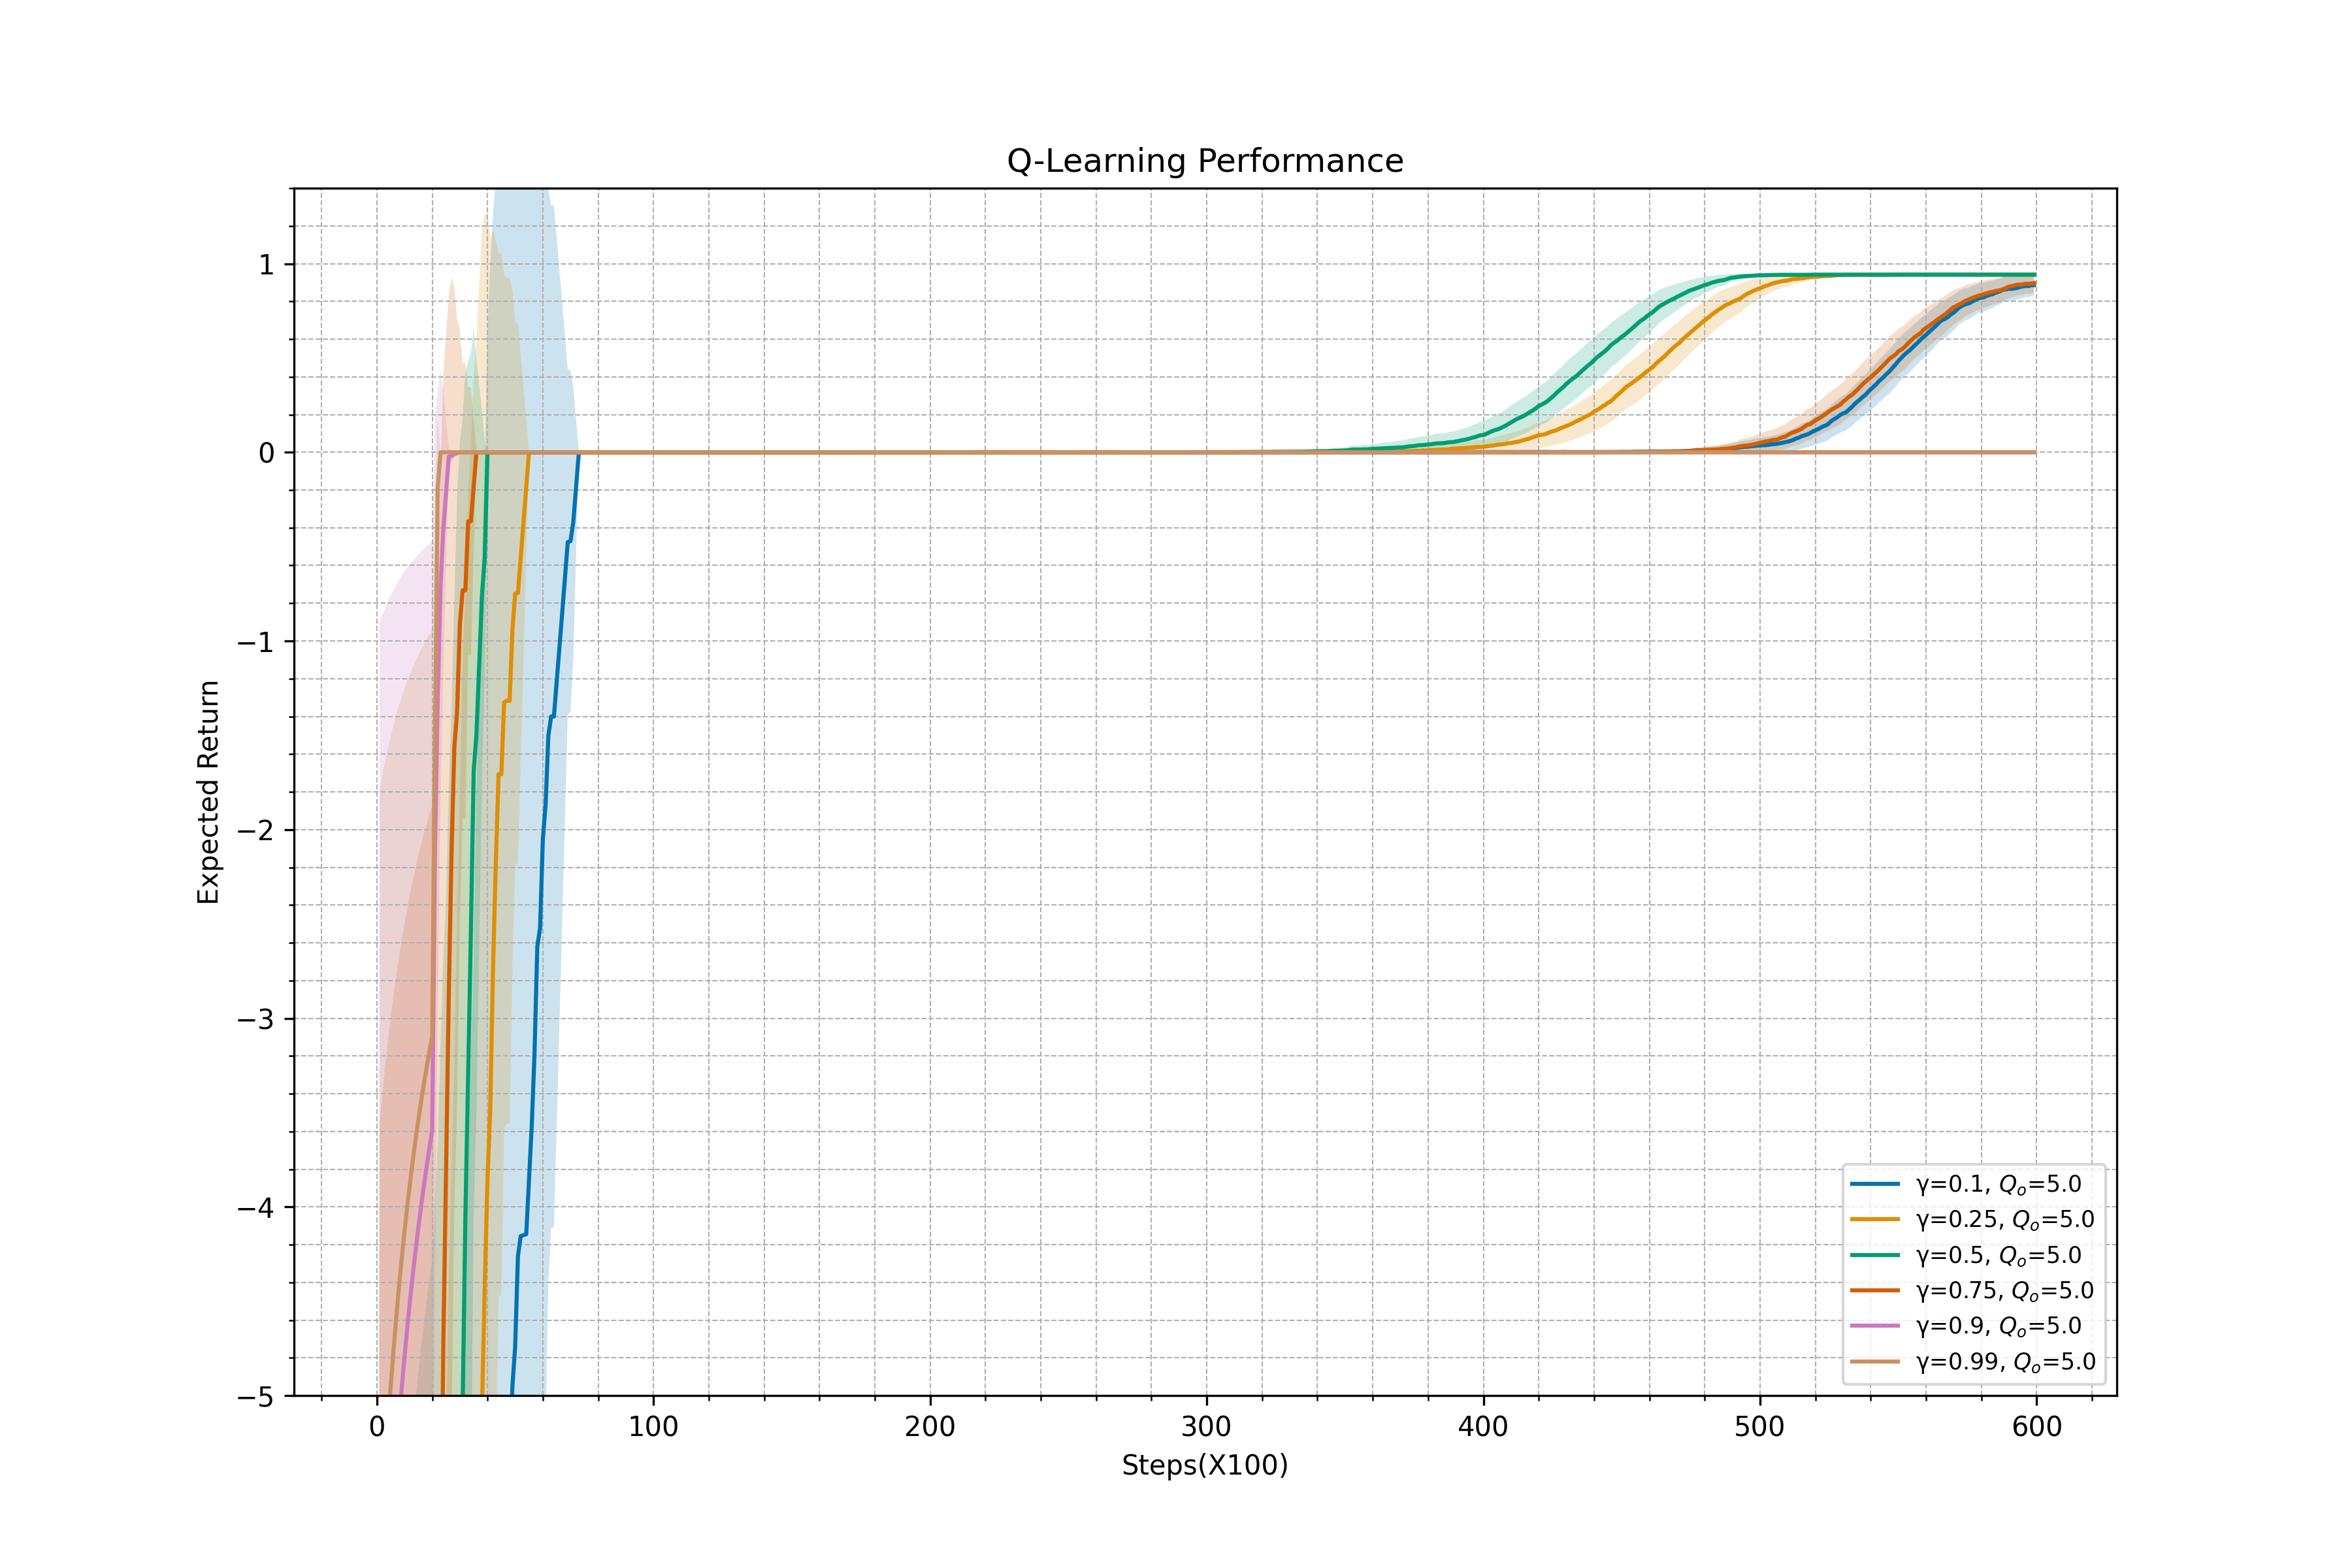 Q-Learning Performance
Expected Return
1
0
−1
−2
−3
−4
−5
0 100 200 300 400 500 600
Steps(X100)
γ=0.1, Qₒ=5.0
γ=0.25, Qₒ=5.0
γ=0.5, Qₒ=5.0
γ=0.75, Qₒ=5.0
γ=0.9, Qₒ=5.0
γ=0.99, Qₒ=5.0